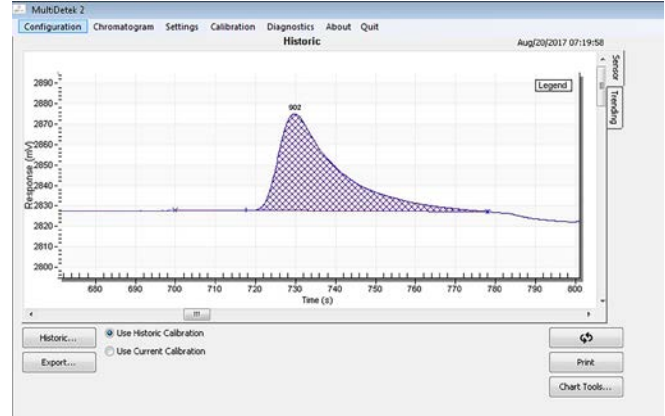 MultiDetek 2
Configuration Chromatogram Settings Calibration Diagnostics About Quit
Historic
Aug/20/2017 07:19:58
Sensor
Trending
Legend
902
Response (mV)
2890
2880
2870
2860
2850
2840
2830
2820
2810
2800
680 690 700 710 720 730 740 750 760 770 780 790 800
Time (s)
Historic...
Use Historic Calibration
Export...
Use Current Calibration
Print
Chart Tools...